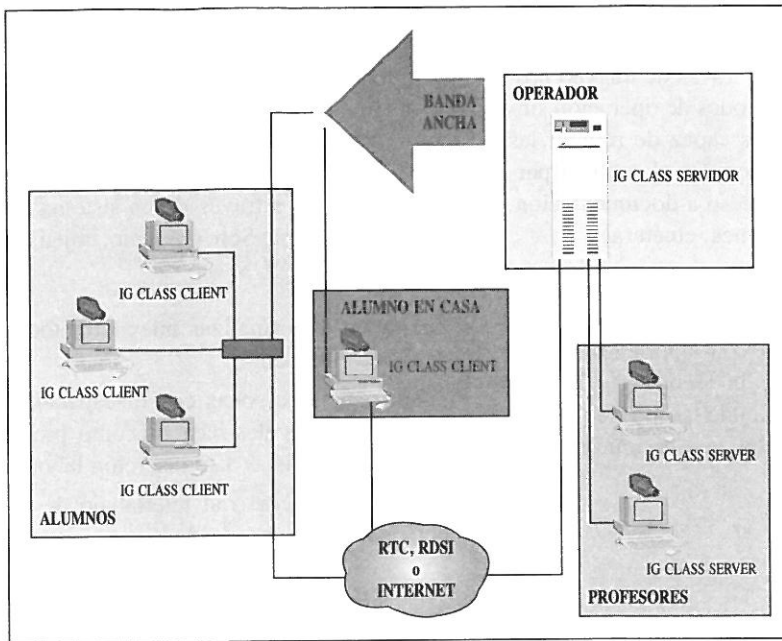 BANDA
ANCHA
OPERADOR
IG CLASS SERVIDOR
IG CLASS CLIENT
IG CLASS CLIENT
IG CLASS CLIENT
ALUMNOS
ALUMNO EN CASA
IG CLASS CLIENT
RTC, RDSI
o
INTERNET
IG CLASS SERVER
IG CLASS SERVER
PROFESORES